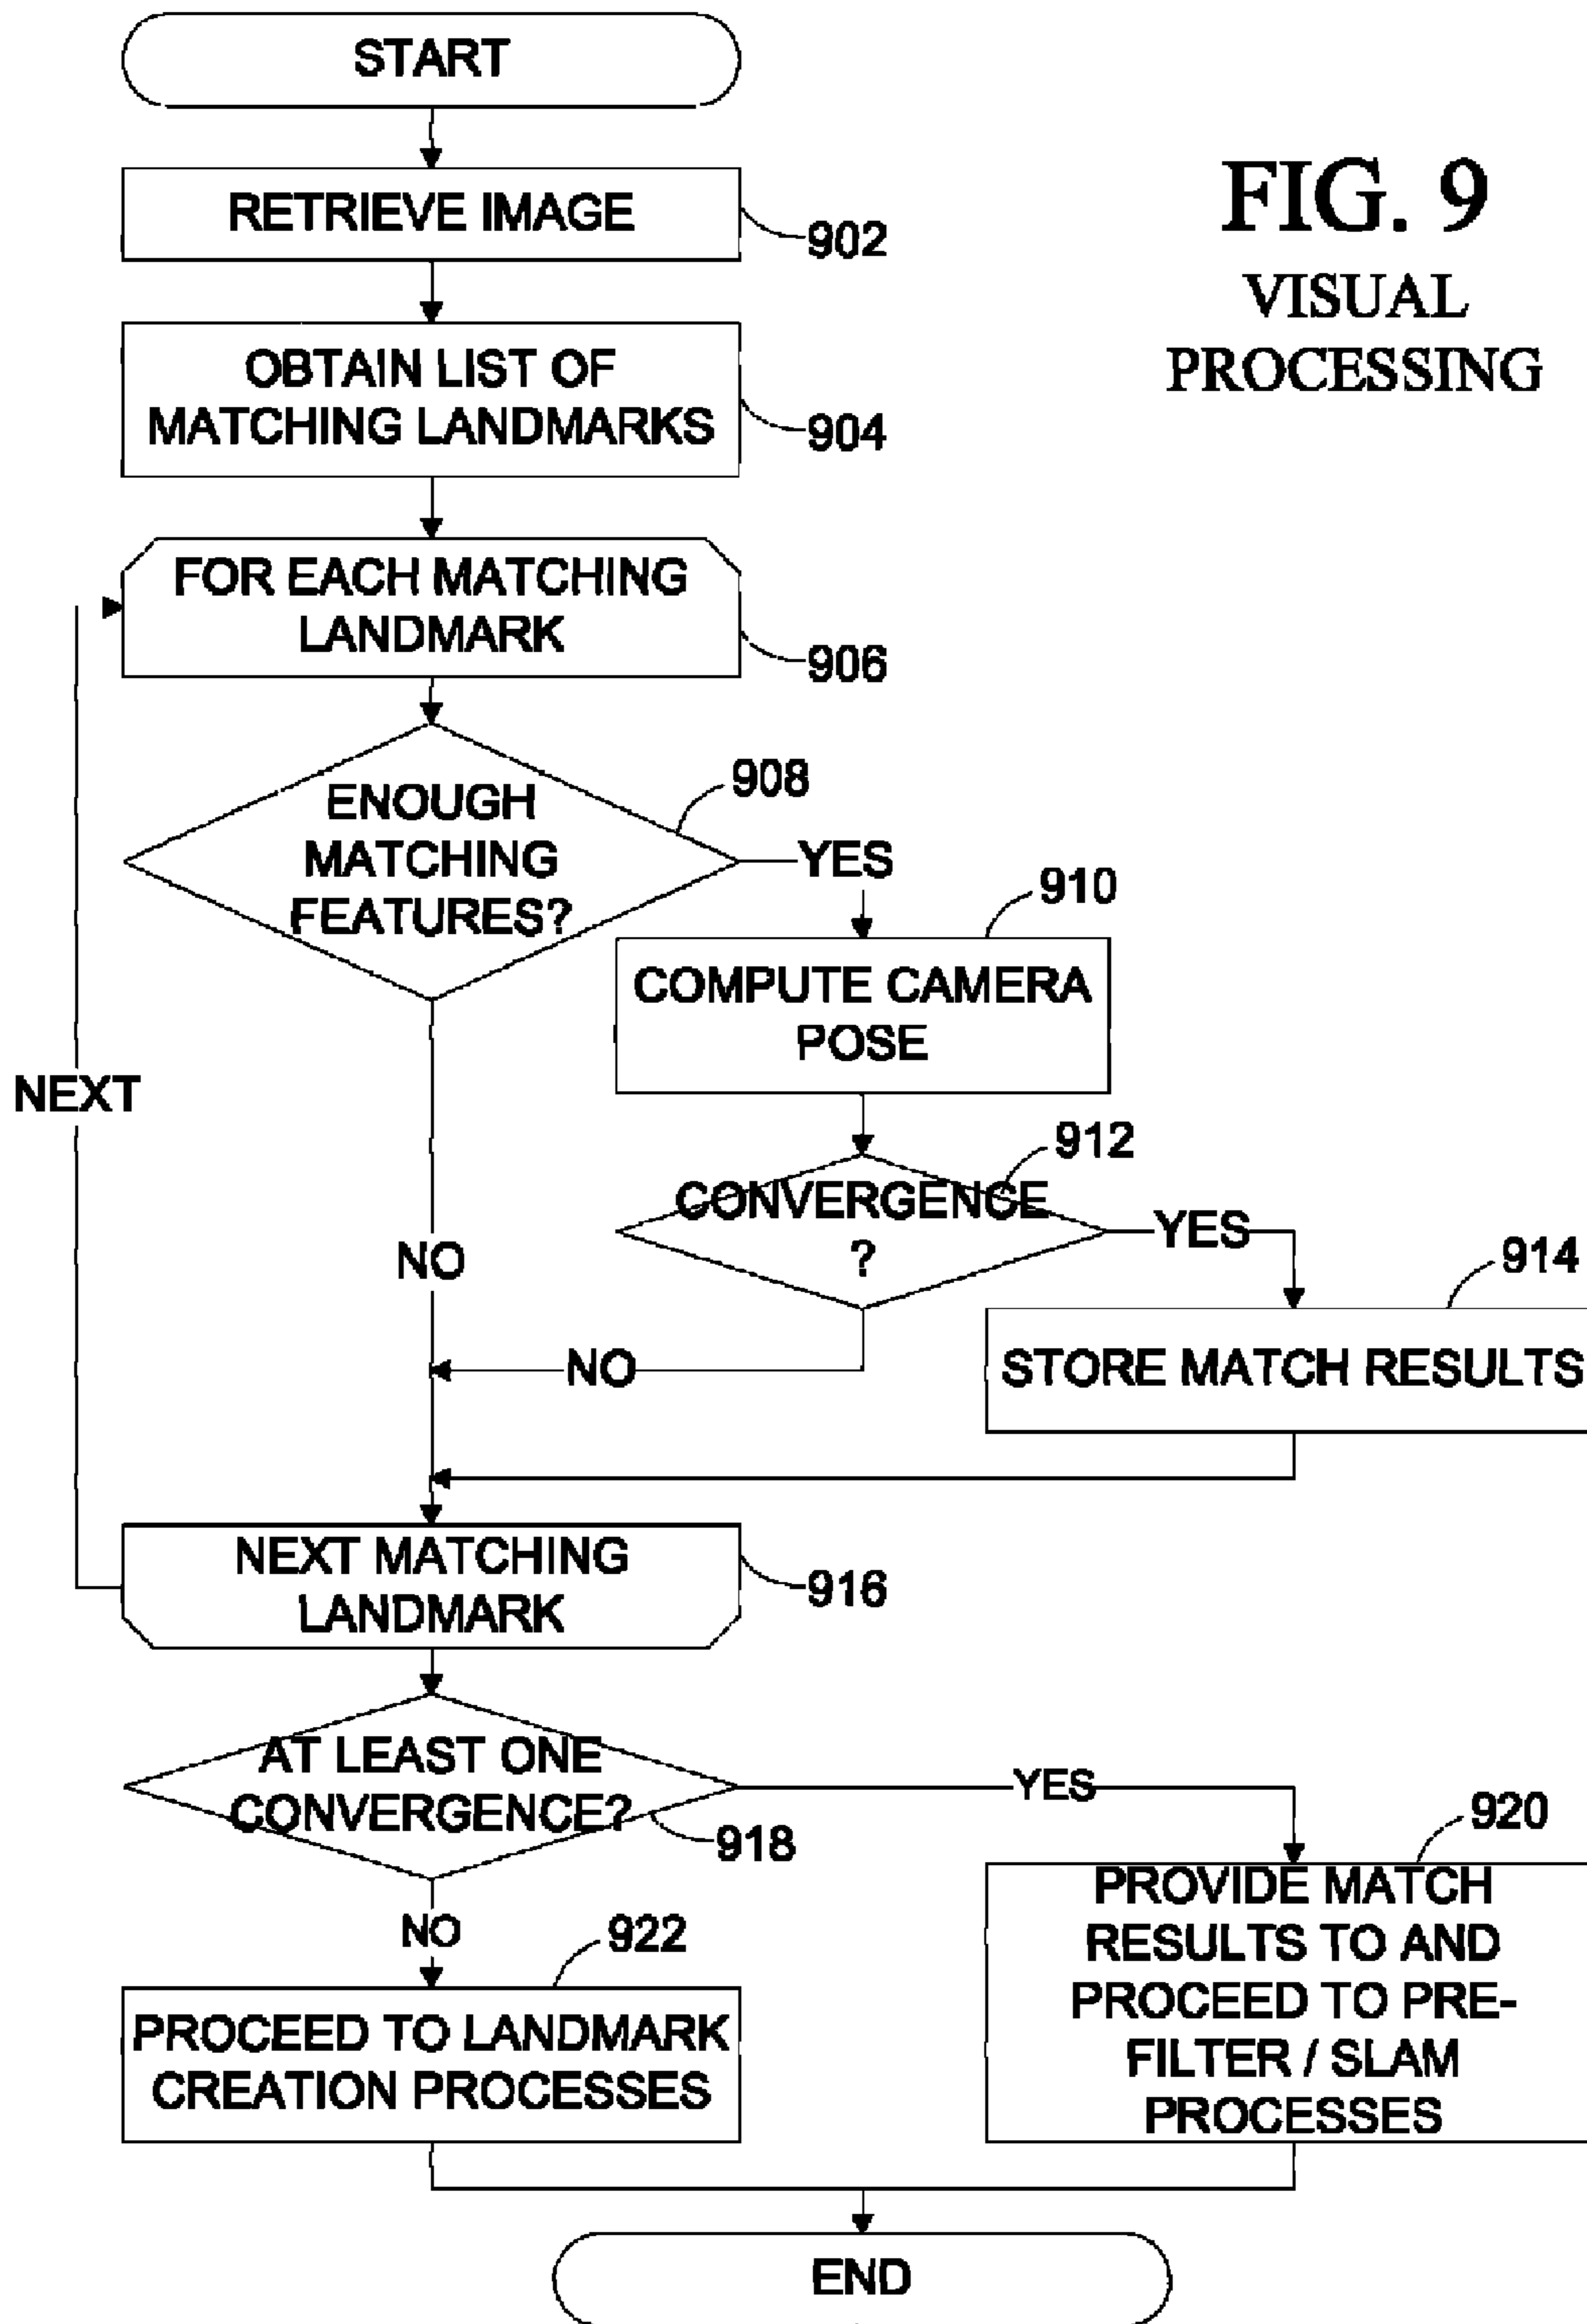 START
FIG. 9
VISUAL
PROCESSING
RETRIEVE IMAGE
902
OBTAIN LIST OF
MATCHING LANDMARKS
904
FOR EACH MATCHING
LANDMARK
906
ENOUGH
MATCHING
FEATURES?
908
YES
910
COMPUTE CAMERA
POSE
NEXT
912
CONVERGENCE
?
YES
NO
914
STORE MATCH RESULTS
NO
NEXT MATCHING
LANDMARK
916
AT LEAST ONE
CONVERGENCE?
918
YES
920
PROVIDE MATCH
RESULTS TO AND
PROCEED TO PRE-
FILTER / SLAM
PROCESSES
NO
922
PROCEED TO LANDMARK
CREATION PROCESSES
END